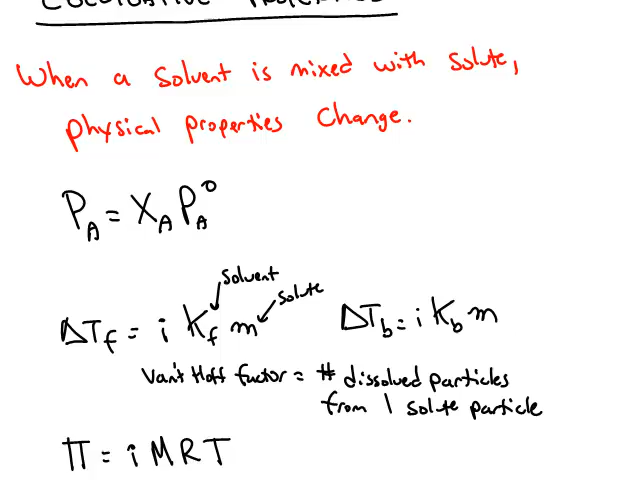 When a solvent is mixed with solute,
physical properties change.
P_A = X_A P_A°
solvent
solute
ΔT_f = i K_f m ΔT_b = i K_b m
Van't Hoff factor = # dissolved particles
from 1 solute particle
π = i M R T